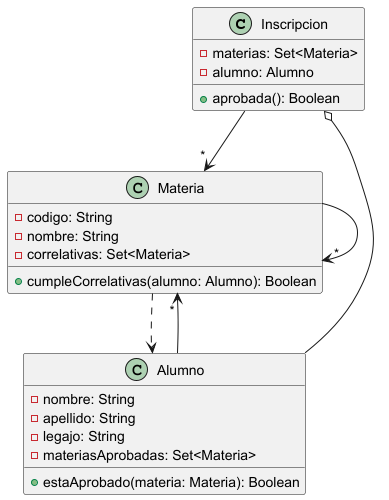 C Inscripcion
materias: Set<Materia>
alumno: Alumno
aprobada(): Boolean
*
C Materia
codigo: String
nombre: String
correlativas: Set<Materia>
*
cumpleCorrelativas(alumno: Alumno): Boolean
*
C Alumno
nombre: String
apellido: String
legajo: String
materiasAprobadas: Set<Materia>
estaAprobado(materia: Materia): Boolean